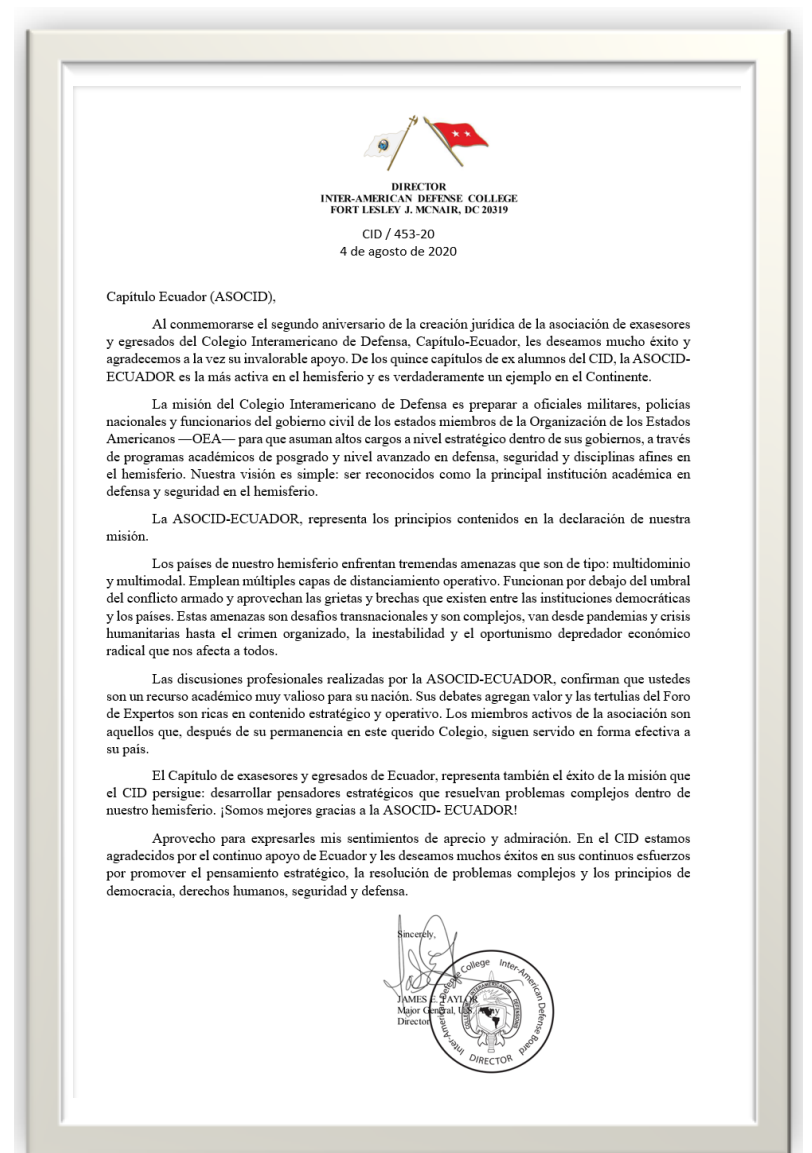 DIRECTOR
INTER-AMERICAN DEFENSE COLLEGE
FORT LESLEY J. MCNAIR, DC 20319
CID / 453-20
4 de agosto de 2020
Capítulo Ecuador (ASOCID),
Al conmemorarse el segundo aniversario de la creación jurídica de la asociación de exasesores
y egresados del Colegio Interamericano de Defensa, Capítulo-Ecuador, les deseamos mucho éxito y
agradecemos a la vez su invalorable apoyo. De los quince capítulos de ex alumnos del CID, la ASOCID-
ECUADOR es la más activa en el hemisferio y es verdaderamente un ejemplo en el Continente.
La misión del Colegio Interamericano de Defensa es preparar a oficiales militares, policías
nacionales y funcionarios del gobierno civil de los estados miembros de la Organización de los Estados
Americanos —OEA— para que asuman altos cargos a nivel estratégico dentro de sus gobiernos, a través
de programas académicos de posgrado y nivel avanzado en defensa, seguridad y disciplinas afines en
el hemisferio. Nuestra visión es simple: ser reconocidos como la principal institución académica en
defensa y seguridad en el hemisferio.
La ASOCID-ECUADOR, representa los principios contenidos en la declaración de nuestra
misión.
Los países de nuestro hemisferio enfrentan tremendas amenazas que son de tipo: multidominio
y multimodal. Emplean múltiples capas de distanciamiento operativo. Funcionan por debajo del umbral
del conflicto armado y aprovechan las grietas y brechas que existen entre las instituciones democráticas
y los países. Estas amenazas son desafíos transnacionales y son complejos, van desde pandemias y crisis
humanitarias hasta el crimen organizado, la inestabilidad y el oportunismo depredador económico
radical que nos afecta a todos.
Las discusiones profesionales realizadas por la ASOCID-ECUADOR, confirman que ustedes
son un recurso académico muy valioso para su nación. Sus debates agregan valor y las tertulias del Foro
de Expertos son ricas en contenido estratégico y operativo. Los miembros activos de la asociación son
aquellos que, después de su permanencia en este querido Colegio, siguen servido en forma efectiva a
su país.
El Capítulo de exasesores y egresados de Ecuador, representa también el éxito de la misión que
el CID persigue: desarrollar pensadores estratégicos que resuelvan problemas complejos dentro de
nuestro hemisferio. ¡Somos mejores gracias a la ASOCID- ECUADOR!
Aprovecho para expresarles mis sentimientos de aprecio y admiración. En el CID estamos
agradecidos por el continuo apoyo de Ecuador y les deseamos muchos éxitos en sus continuos esfuerzos
por promover el pensamiento estratégico, la resolución de problemas complejos y los principios de
democracia, derechos humanos, seguridad y defensa.
Sincerely,
JAMES E. TAYLOR
Major General, U.S. Army
Director
Inter-American Defense College Inter-American Defense Board
DIRECTOR